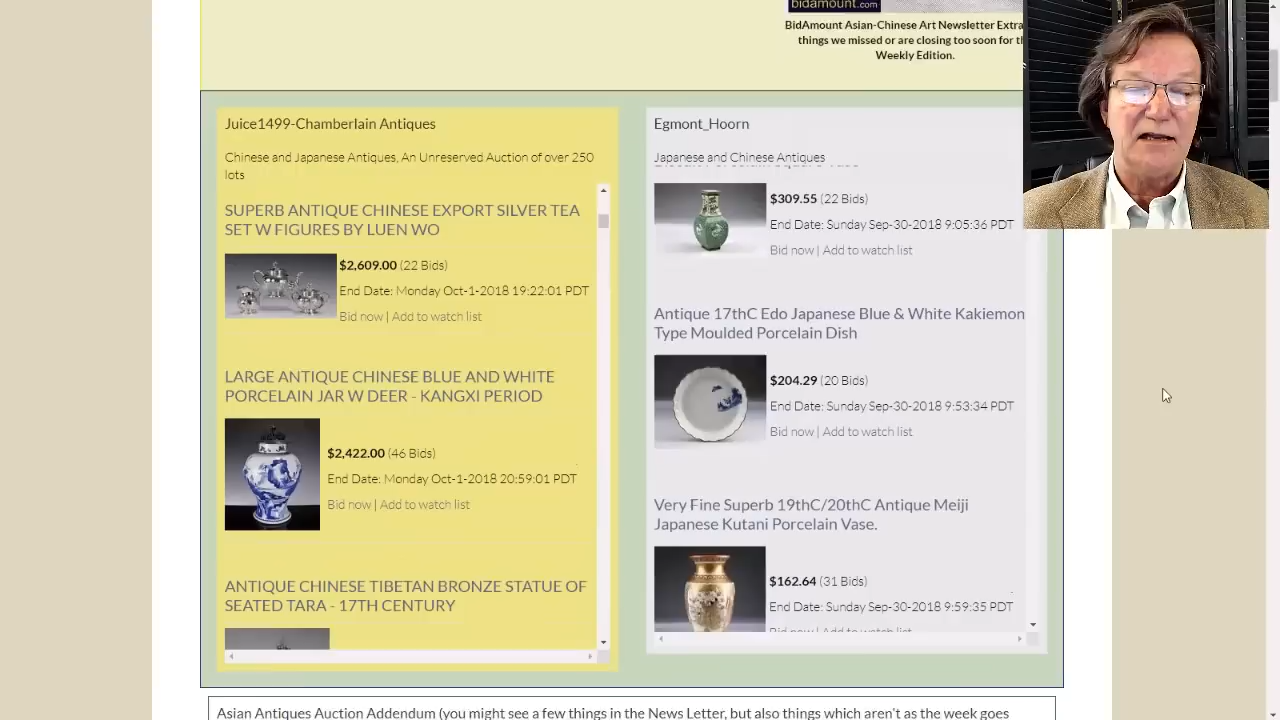 bidamount.com
BidAmount Asian-Chinese Art Newsletter Extra
things we missed or are closing too soon for
Weekly Edition.
Juice1499-Chamberlain Antiques
Chinese and Japanese Antiques, An Unreserved Auction of over 250
lots
SUPERB ANTIQUE CHINESE EXPORT SILVER TEA
SET W FIGURES BY LUEN WO
$2,609.00 (22 Bids)
End Date: Monday Oct-1-2018 19:22:01 PDT
Bid now | Add to watch list
LARGE ANTIQUE CHINESE BLUE AND WHITE
PORCELAIN JAR W DEER - KANGXI PERIOD
$2,422.00 (46 Bids)
End Date: Monday Oct-1-2018 20:59:01 PDT
Bid now | Add to watch list
ANTIQUE CHINESE TIBETAN BRONZE STATUE OF
SEATED TARA - 17TH CENTURY
Egmont_Hoorn
Japanese and Chinese Antiques
$309.55 (22 Bids)
End Date: Sunday Sep-30-2018 9:05:36 PDT
Bid now | Add to watch list
Antique 17thC Edo Japanese Blue & White Kakiemon
Type Moulded Porcelain Dish
$204.29 (20 Bids)
End Date: Sunday Sep-30-2018 9:53:34 PDT
Bid now | Add to watch list
Very Fine Superb 19thC/20thC Antique Meiji
Japanese Kutani Porcelain Vase.
$162.64 (31 Bids)
End Date: Sunday Sep-30-2018 9:59:35 PDT
Bid now | Add to watch list
Asian Antiques Auction Addendum (you might see a few things in the News Letter, but also things which aren't as the week goes